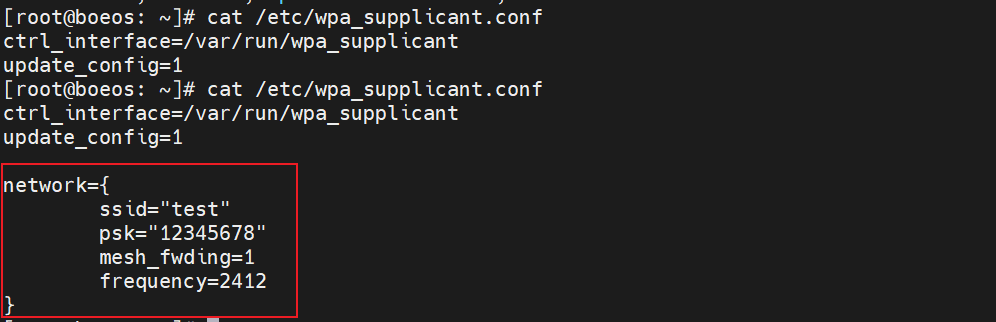 [root@boeos: ~]# cat /etc/wpa_supplicant.conf
ctrl_interface=/var/run/wpa_supplicant
update_config=1
[root@boeos: ~]# cat /etc/wpa_supplicant.conf
ctrl_interface=/var/run/wpa_supplicant
update_config=1
network={
        ssid="test"
        psk="12345678"
        mesh_fwding=1
        frequency=2412
}